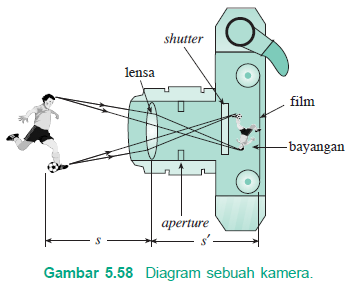 shutter
lensa
film
bayangan
aperture
s s′
Gambar 5.58 Diagram sebuah kamera.